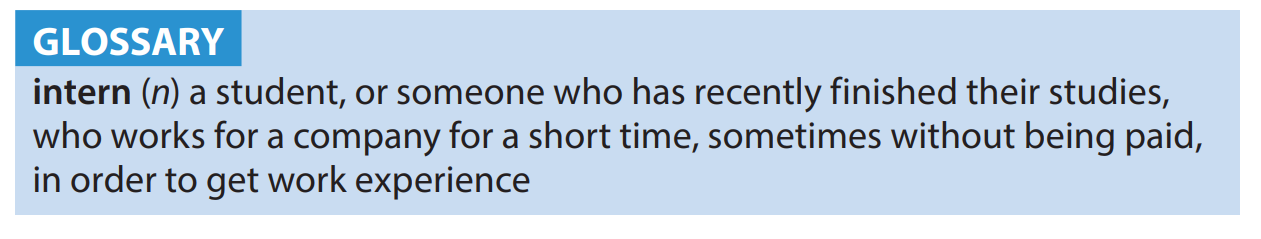 GLOSSARY
intern (n) a student, or someone who has recently finished their studies,
who works for a company for a short time, sometimes without being paid,
in order to get work experience